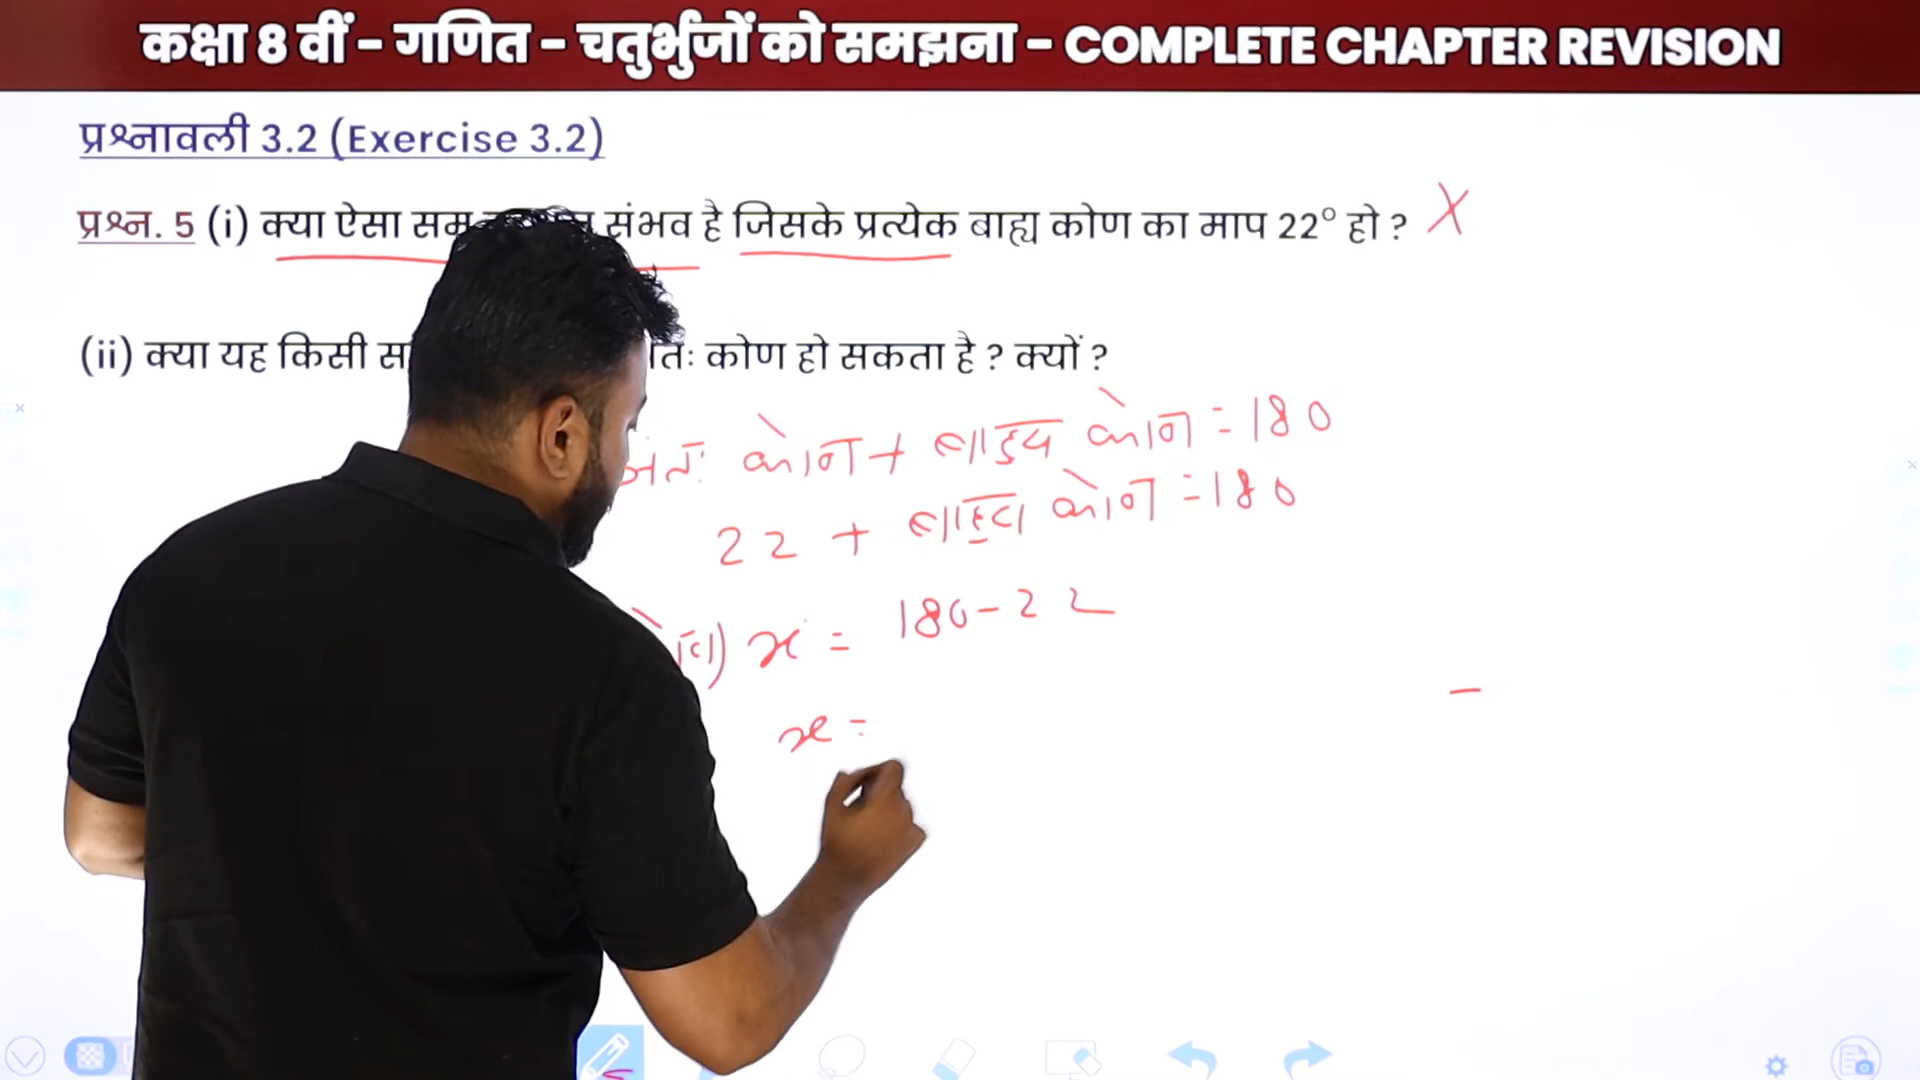 कक्षा 8 वीं – गणित – चतुर्भुजों को समझना – COMPLETE CHAPTER REVISION
प्रश्नावली 3.2 (Exercise 3.2)
प्रश्न. 5 (i) क्या ऐसा सम संभव है जिसके प्रत्येक बाह्य कोण का माप 22° हो ? X
(ii) क्या यह किसी स तः कोण हो सकता है ? क्यों ?
अंतः कोण + बाह्य कोण = 180
22 + बाह्य कोण = 180
x = 180 - 22
x =